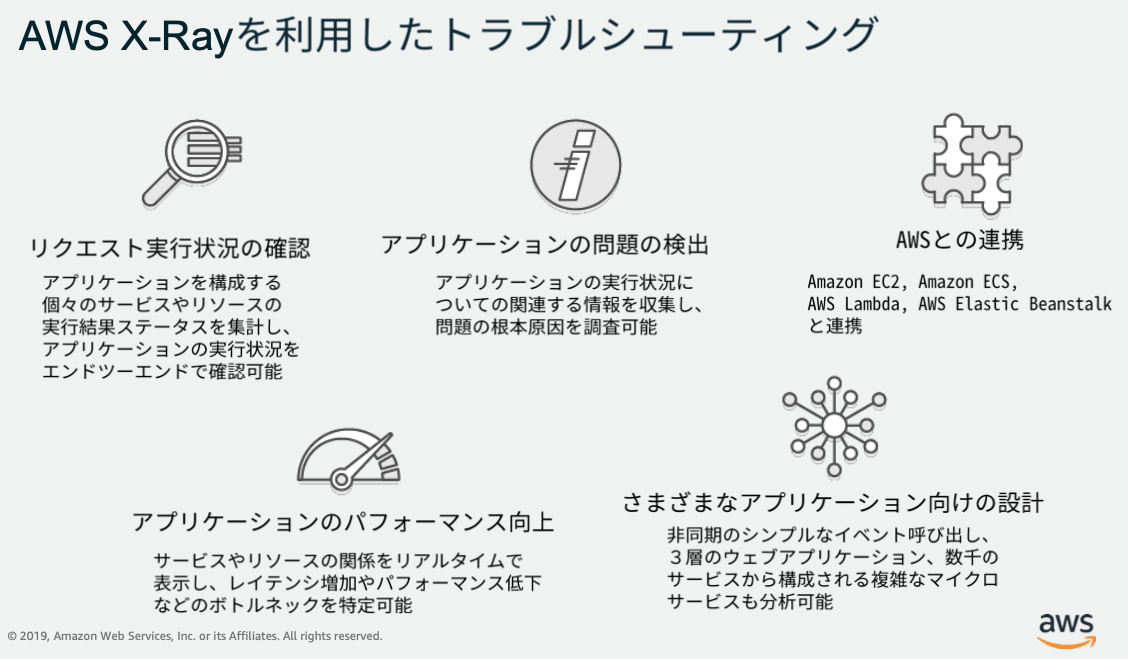 AWS X-Rayを利用したトラブルシューティング
リクエスト実行状況の確認
アプリケーションを構成する
個々のサービスやリソースの
実行結果ステータスを集計し、
アプリケーションの実行状況を
エンドツーエンドで確認可能
アプリケーションの問題の検出
アプリケーションの実行状況に
ついての関連する情報を収集し、
問題の根本原因を調査可能
AWSとの連携
Amazon EC2, Amazon ECS,
AWS Lambda, AWS Elastic Beanstalk
と連携
アプリケーションのパフォーマンス向上
サービスやリソースの関係をリアルタイムで
表示し、レイテンシ増加やパフォーマンス低下
などのボトルネックを特定可能
さまざまなアプリケーション向けの設計
非同期のシンプルなイベント呼び出し、
３層のウェブアプリケーション、数千の
サービスから構成される複雑なマイクロ
サービスも分析可能
© 2019, Amazon Web Services, Inc. or its Affiliates. All rights reserved.
aws